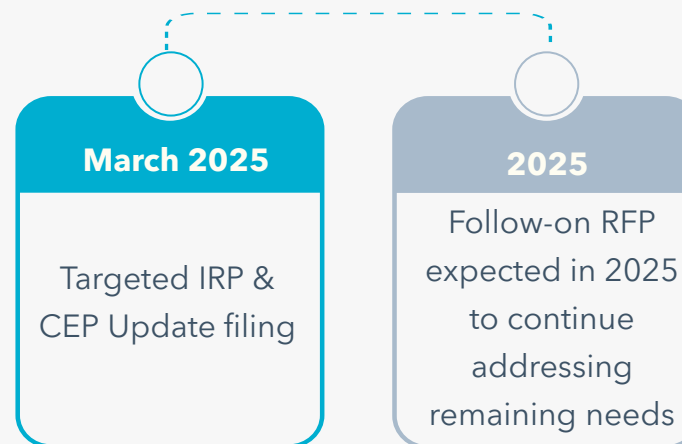 March 2025
Targeted IRP &
CEP Update filing
2025
Follow-on RFP
expected in 2025
to continue
addressing
remaining needs